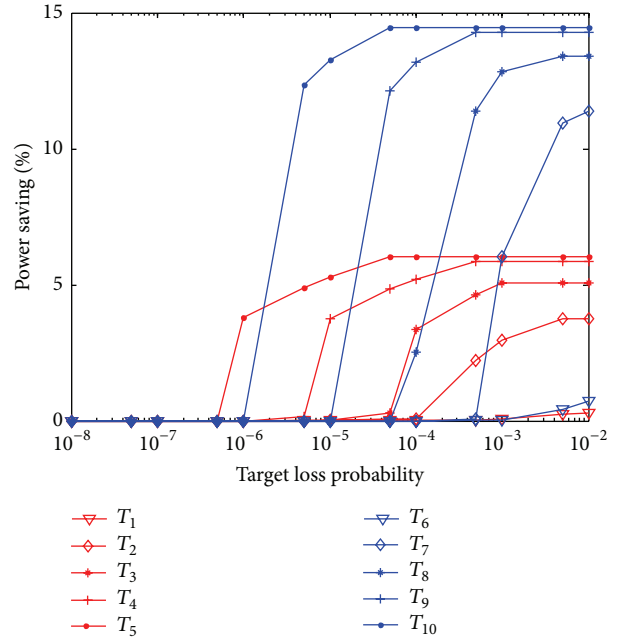 15
10
5
0
Power saving (%)
10⁻⁸ 10⁻⁷ 10⁻⁶ 10⁻⁵ 10⁻⁴ 10⁻³ 10⁻²
Target loss probability
T₁ T₆
T₂ T₇
T₃ T₈
T₄ T₉
T₅ T₁₀